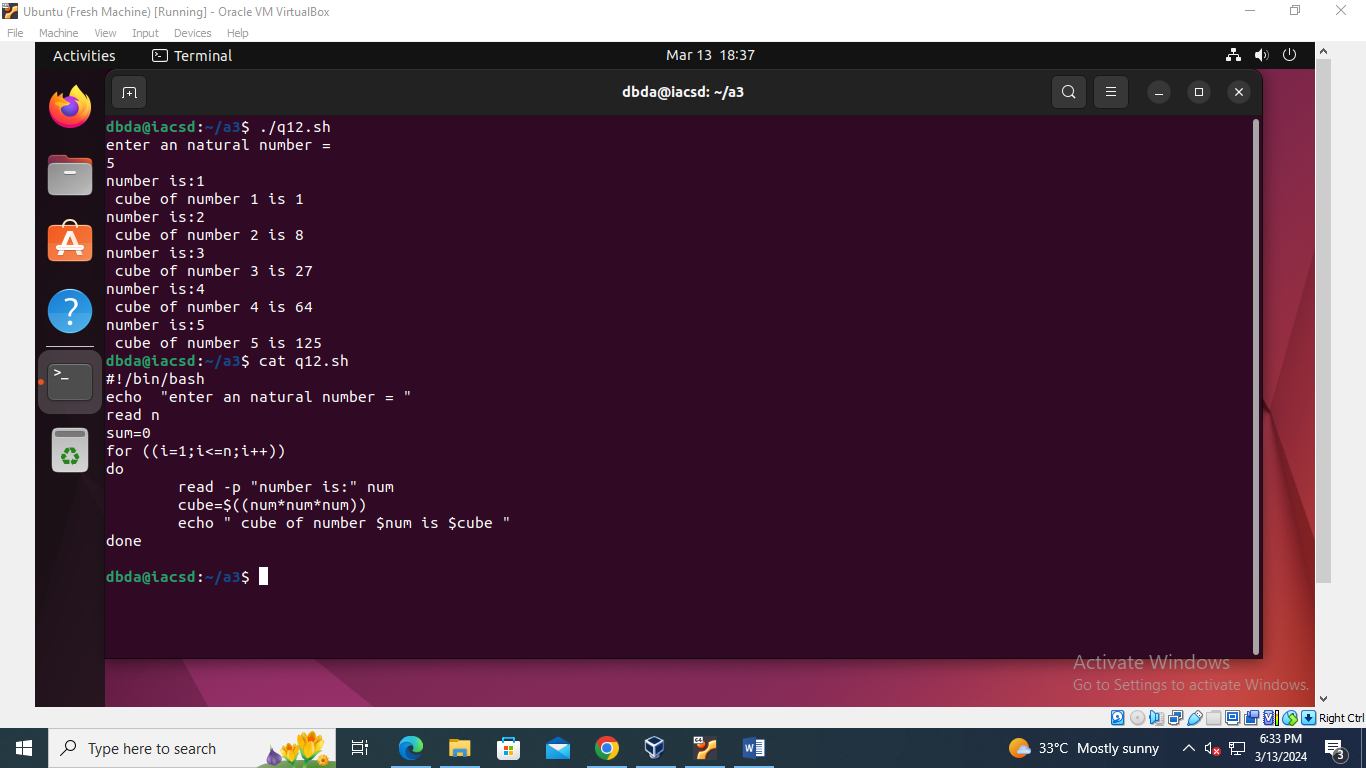 Ubuntu (Fresh Machine) [Running] - Oracle VM VirtualBox
File Machine View Input Devices Help
Activities Terminal Mar 13 18:37
dbda@iacsd: ~/a3
dbda@iacsd:~/a3$ ./q12.sh
enter an natural number =
5
number is:1
 cube of number 1 is 1
number is:2
 cube of number 2 is 8
number is:3
 cube of number 3 is 27
number is:4
 cube of number 4 is 64
number is:5
 cube of number 5 is 125
dbda@iacsd:~/a3$ cat q12.sh
#!/bin/bash
echo  "enter an natural number = "
read n
sum=0
for ((i=1;i<=n;i++))
do
        read -p "number is:" num
        cube=$((num*num*num))
        echo " cube of number $num is $cube "
done
dbda@iacsd:~/a3$
Activate Windows
Go to Settings to activate Windows.
Right Ctrl
Type here to search
33°C Mostly sunny
6:33 PM
3/13/2024
3